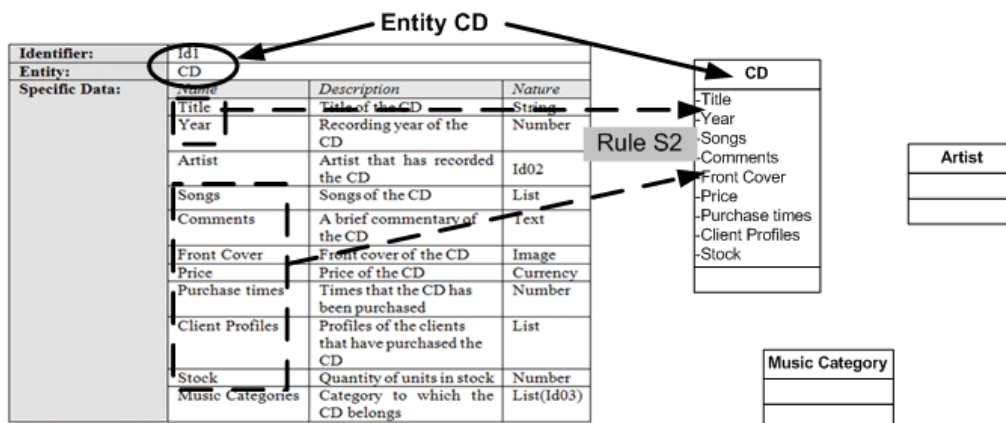 Entity CD
Identifier: Id1
Entity: CD
Specific Data: Name Description Nature
Title Title of the CD String
Year Recording year of the Number
CD
Artist Artist that has recorded
the CD Id02
Songs Songs of the CD List
Comments A brief commentary of Text
the CD
Front Cover Front cover of the CD Image
Price Price of the CD Currency
Purchase times Times that the CD has Number
been purchased
Client Profiles Profiles of the clients List
that have purchased the
CD
Stock Quantity of units in stock Number
Music Categories Category to which the List(Id03)
CD belongs
Rule S2
CD
-Title
-Year
-Songs
-Comments
-Front Cover
-Price
-Purchase times
-Client Profiles
-Stock
Artist
Music Category